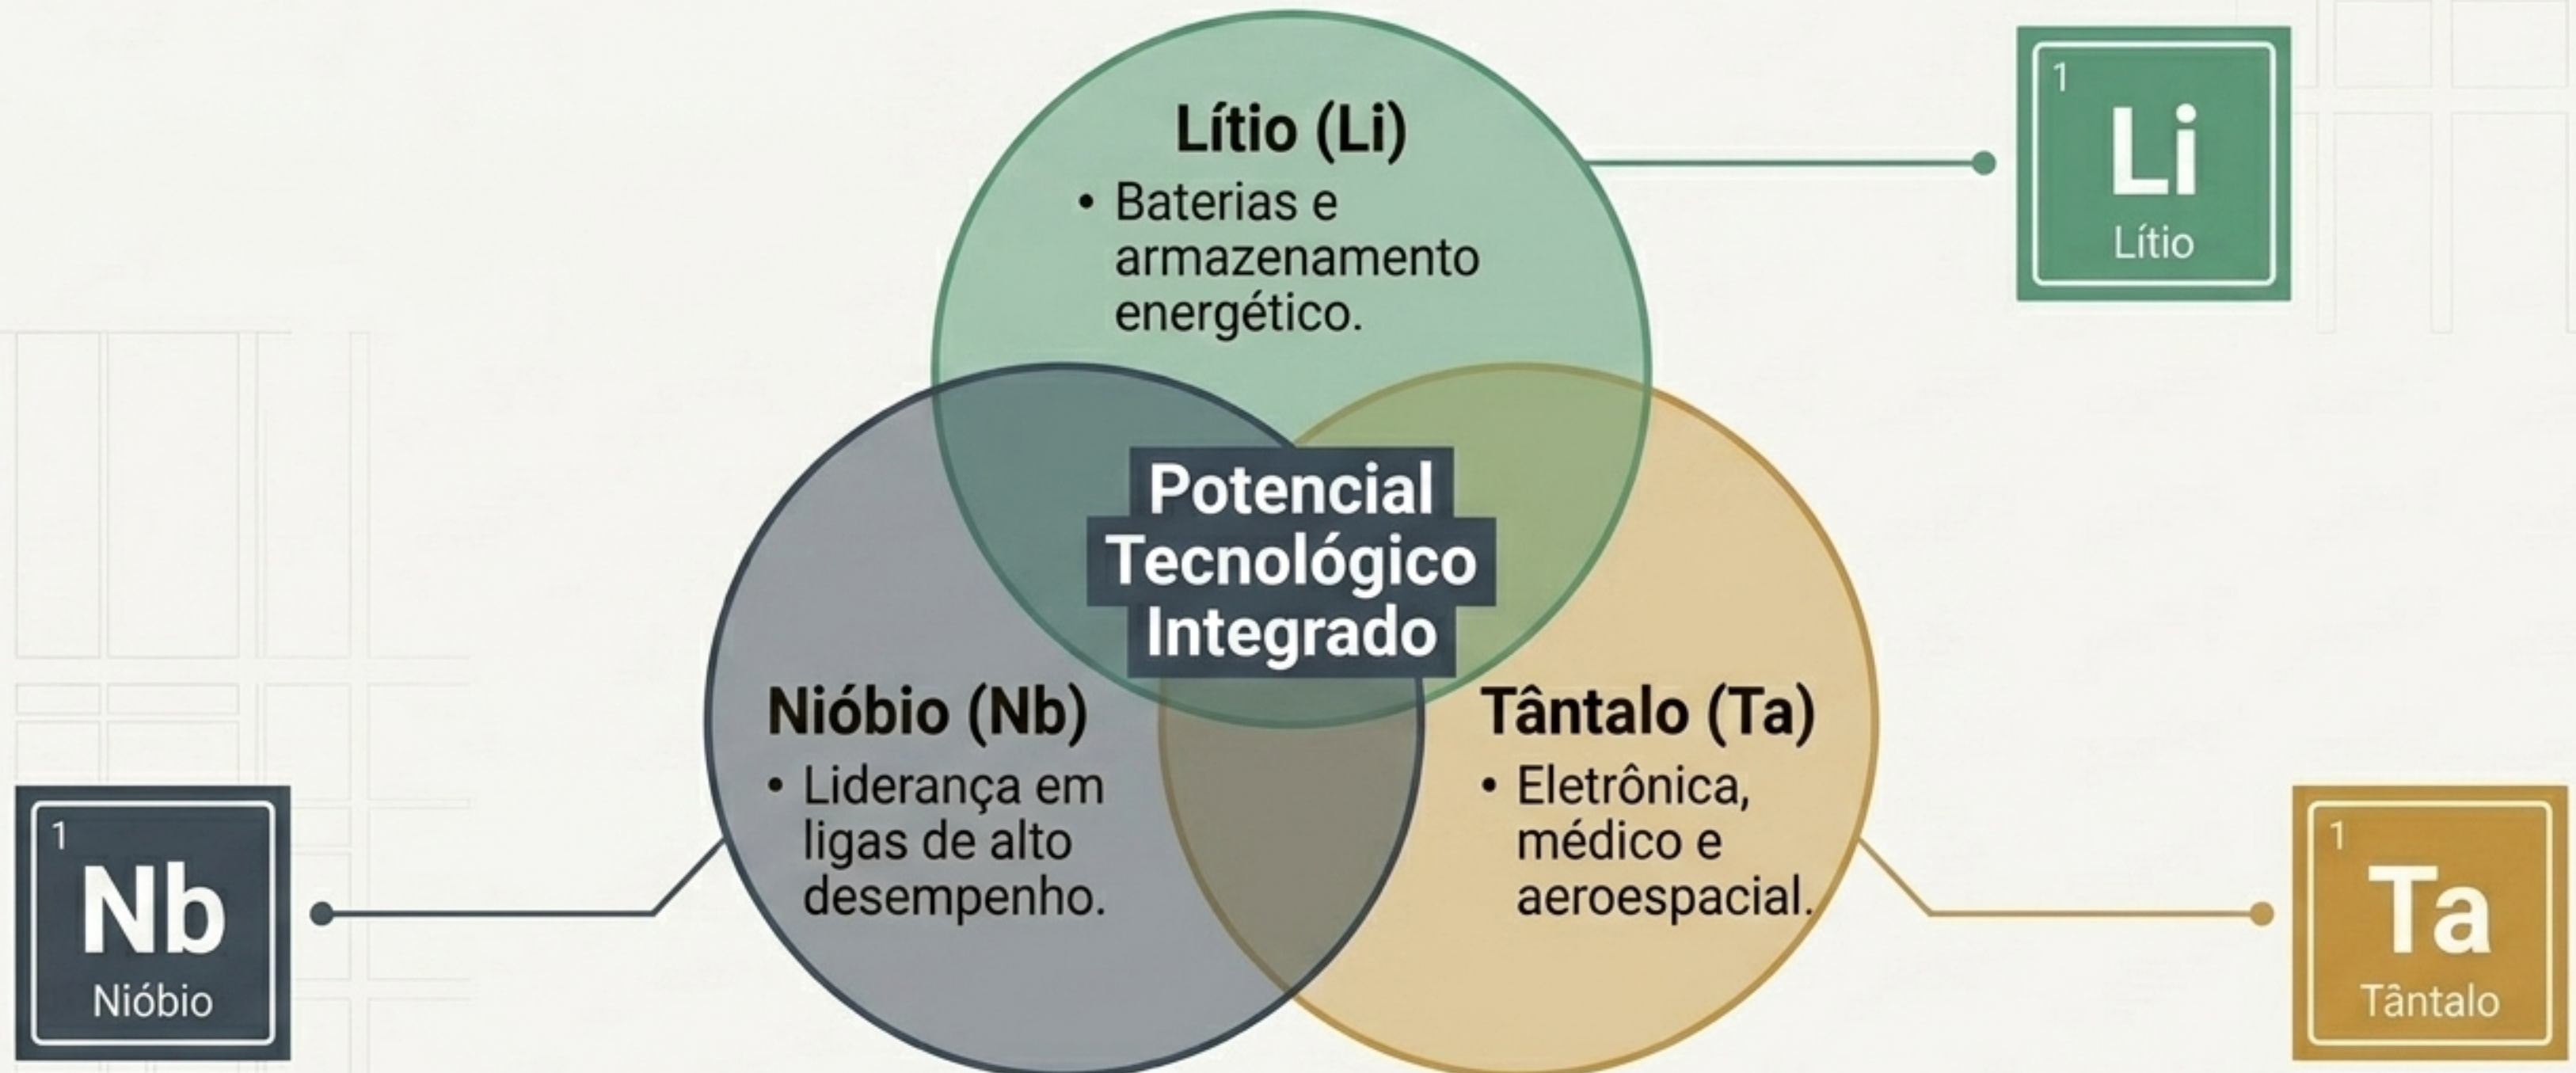 Lítio (Li)
• Baterias e
armazenamento
energético.
1
Li
Lítio
Potencial
Tecnológico
Integrado
Nióbio (Nb)
• Liderança em
ligas de alto
desempenho.
Tântalo (Ta)
• Eletrônica,
médico e
aeroespacial.
1
Nb
Nióbio
1
Ta
Tântalo